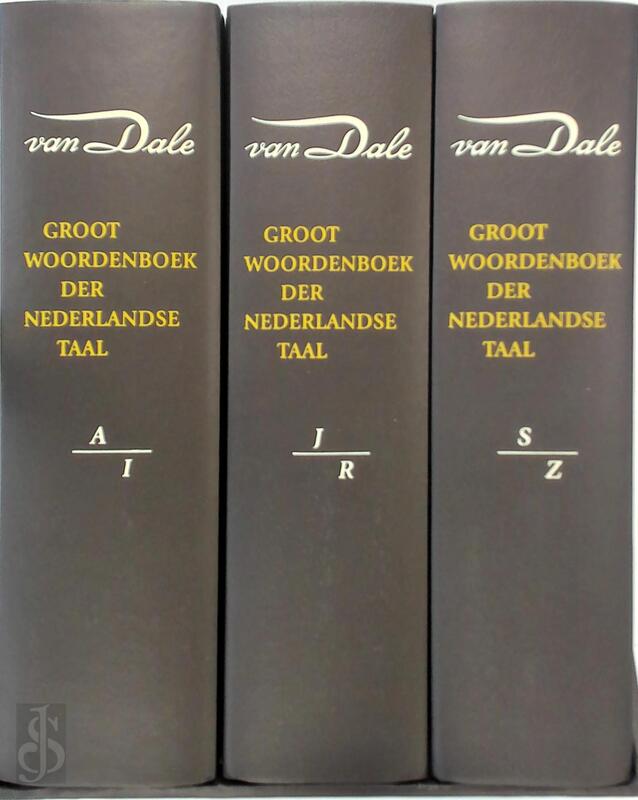 van Dale
GROOT
WOORDENBOEK
DER
NEDERLANDSE
TAAL
A
I
van Dale
GROOT
WOORDENBOEK
DER
NEDERLANDSE
TAAL
J
R
van Dale
GROOT
WOORDENBOEK
DER
NEDERLANDSE
TAAL
S
Z